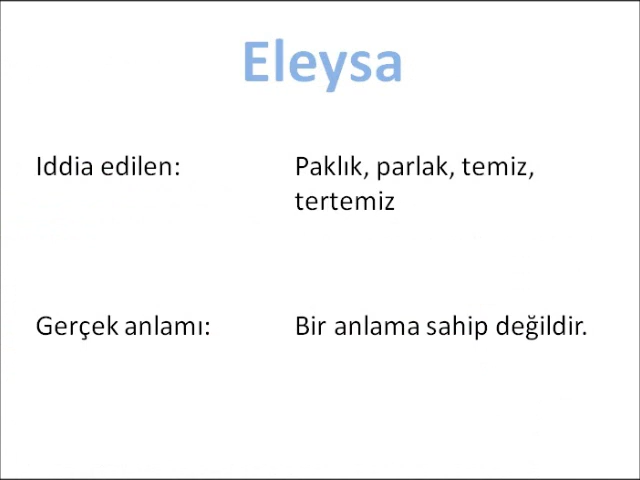 Eleysa
Iddia edilen: Paklık, parlak, temiz,
tertemiz
Gerçek anlamı: Bir anlama sahip değildir.